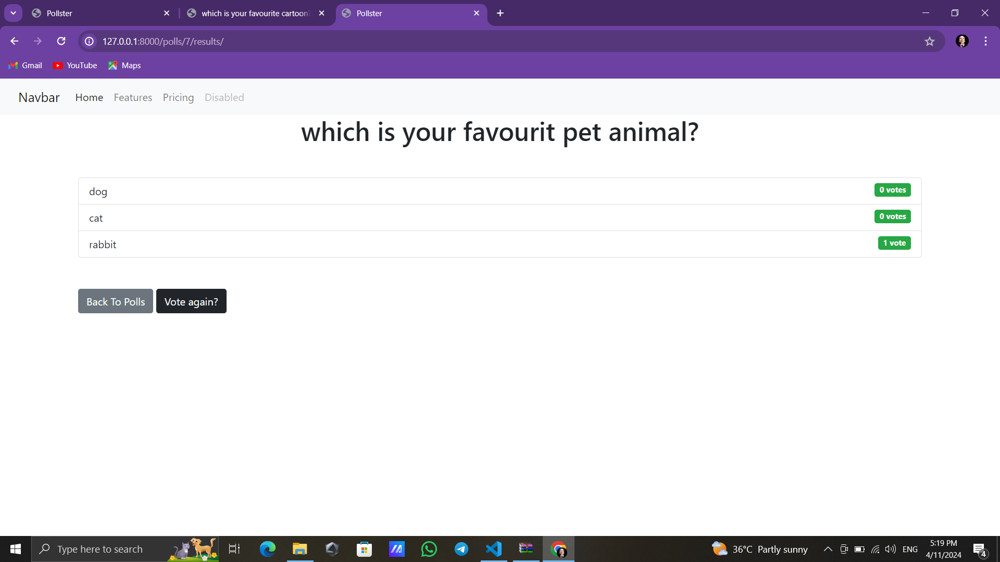 Pollster
which is your favourite cartoon?
Pollster
127.0.0.1:8000/polls/7/results/
Gmail YouTube Maps
Navbar Home Features Pricing Disabled
which is your favourit pet animal?
dog 0 votes
cat 0 votes
rabbit 1 vote
Back To Polls Vote again?
Type here to search
36°C Partly sunny
ENG
5:19 PM
4/11/2024
4